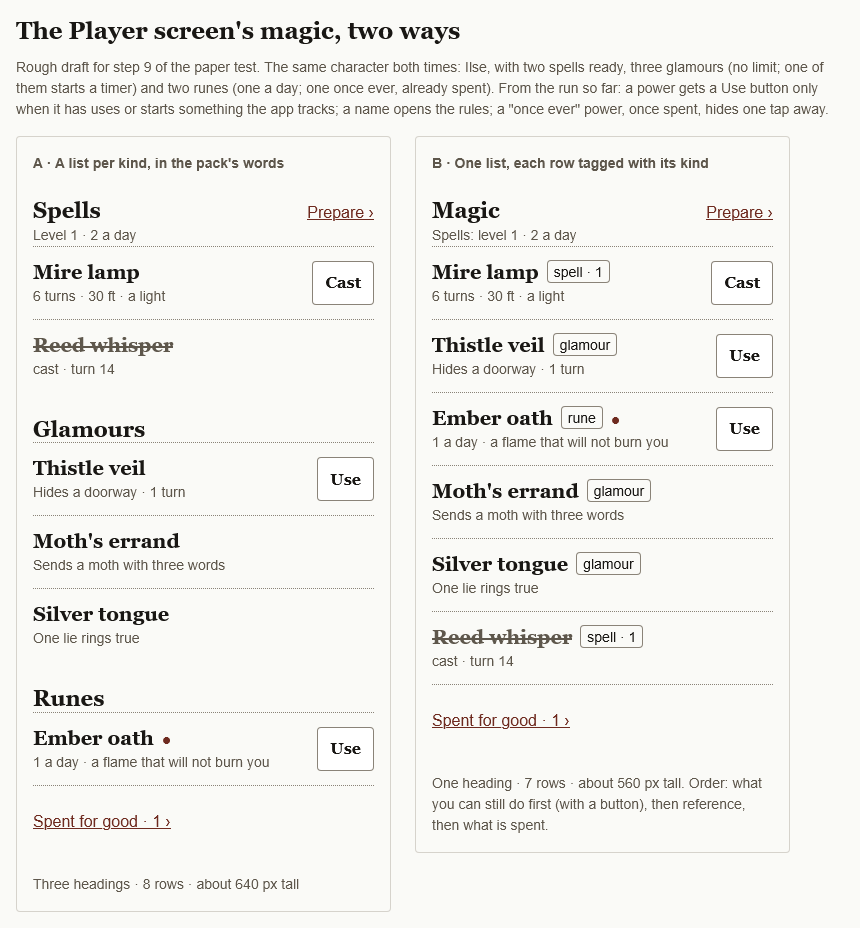 The Player screen's magic, two ways
Rough draft for step 9 of the paper test. The same character both times: Ilse, with two spells ready, three glamours (no limit; one of
them starts a timer) and two runes (one a day; one once ever, already spent). From the run so far: a power gets a Use button only
when it has uses or starts something the app tracks; a name opens the rules; a "once ever" power, once spent, hides one tap away.
A · A list per kind, in the pack's words
Spells
Prepare ›
Level 1 · 2 a day
Mire lamp
6 turns · 30 ft · a light
Cast
Reed whisper
cast · turn 14
Glamours
Thistle veil
Hides a doorway · 1 turn
Use
Moth's errand
Sends a moth with three words
Silver tongue
One lie rings true
Runes
Ember oath
1 a day · a flame that will not burn you
Use
Spent for good · 1 ›
Three headings · 8 rows · about 640 px tall
B · One list, each row tagged with its kind
Magic
Prepare ›
Spells: level 1 · 2 a day
Mire lamp spell · 1
6 turns · 30 ft · a light
Cast
Thistle veil glamour
Hides a doorway · 1 turn
Use
Ember oath rune
1 a day · a flame that will not burn you
Use
Moth's errand glamour
Sends a moth with three words
Silver tongue glamour
One lie rings true
Reed whisper spell · 1
cast · turn 14
Spent for good · 1 ›
One heading · 7 rows · about 560 px tall. Order: what
you can still do first (with a button), then reference,
then what is spent.